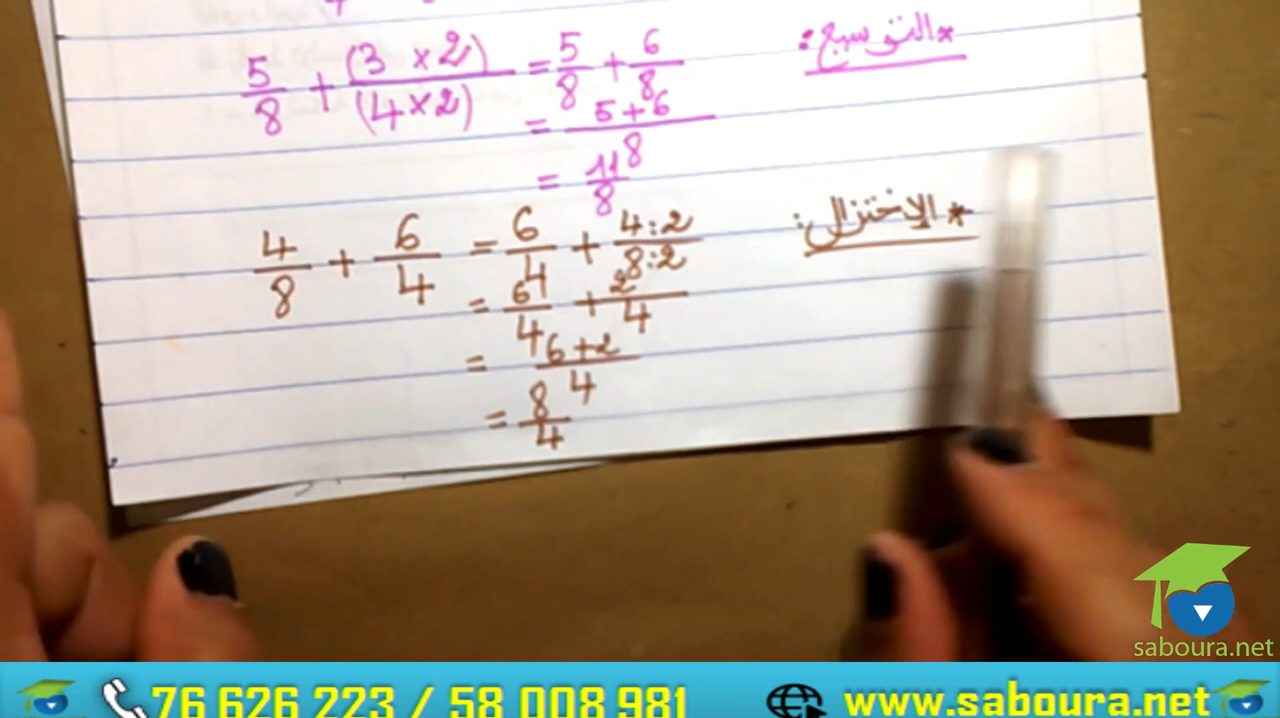 * التوسيع :
5/8 + (3 × 2)/(4 × 2) = 5/8 + 6/8
= 5 + 6/8
= 11/8
* الاختزال :
4/8 + 6/4 = 6/4 + 4:2/8:2
= 6/4 + 2/4
= 6 + 2/4
= 8/4
saboura.net
76 626 223 / 58 008 981 www.saboura.net